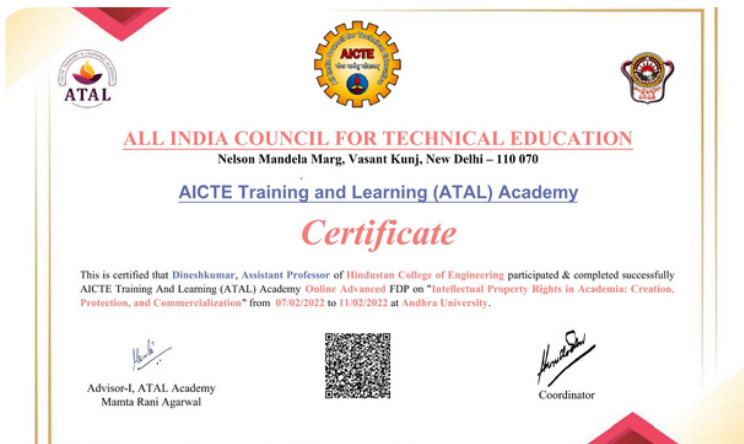 ATAL
AICTE
ALL INDIA COUNCIL FOR TECHNICAL EDUCATION
Nelson Mandela Marg, Vasant Kunj, New Delhi – 110 070
AICTE Training and Learning (ATAL) Academy
Certificate
This is certified that Dineshkumar, Assistant Professor of Hindustan College of Engineering participated & completed successfully
AICTE Training And Learning (ATAL) Academy Online Advanced FDP on "Intellectual Property Rights in Academia: Creation,
Protection, and Commercialization" from 07/02/2022 to 11/02/2022 at Andhra University.
Advisor-I, ATAL Academy
Mamta Rani Agarwal
Coordinator